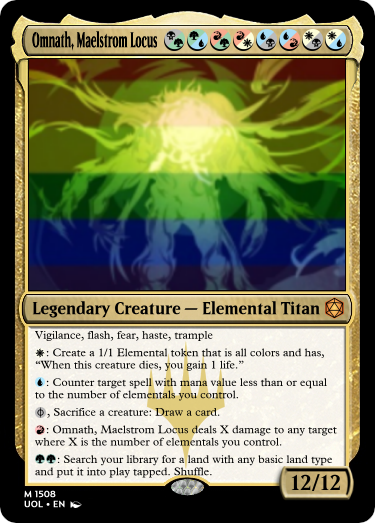 Omnath, Maelstrom Locus
Legendary Creature — Elemental Titan
Vigilance, flash, fear, haste, trample
: Create a 1/1 Elemental token that is all colors and has,
“When this creature dies, you gain 1 life.”
: Counter target spell with mana value less than or equal
to the number of elementals you control.
, Sacrifice a creature: Draw a card.
: Omnath, Maelstrom Locus deals X damage to any target
where X is the number of elementals you control.
: Search your library for a land with any basic land type
and put it into play tapped. Shuffle.
12/12
M 1508
UOL • EN